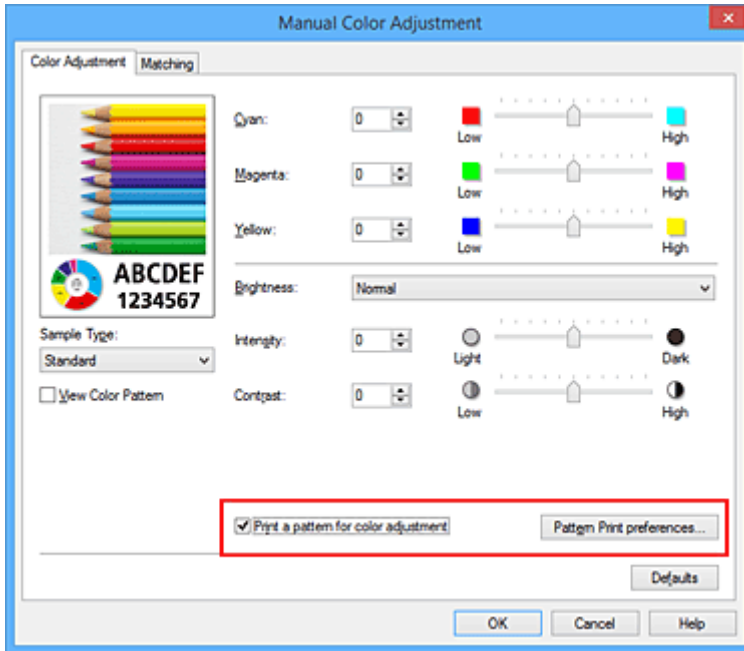 Manual Color Adjustment
Color Adjustment Matching
Cyan: 0 Low High
Magenta: 0 Low High
Yellow: 0 Low High
ABCDEF
1234567
Brightness: Normal
Sample Type:
Standard
View Color Pattern
Intensity: 0 Light Dark
Contrast: 0 Low High
Print a pattern for color adjustment Pattern Print preferences...
Defaults
OK Cancel Help